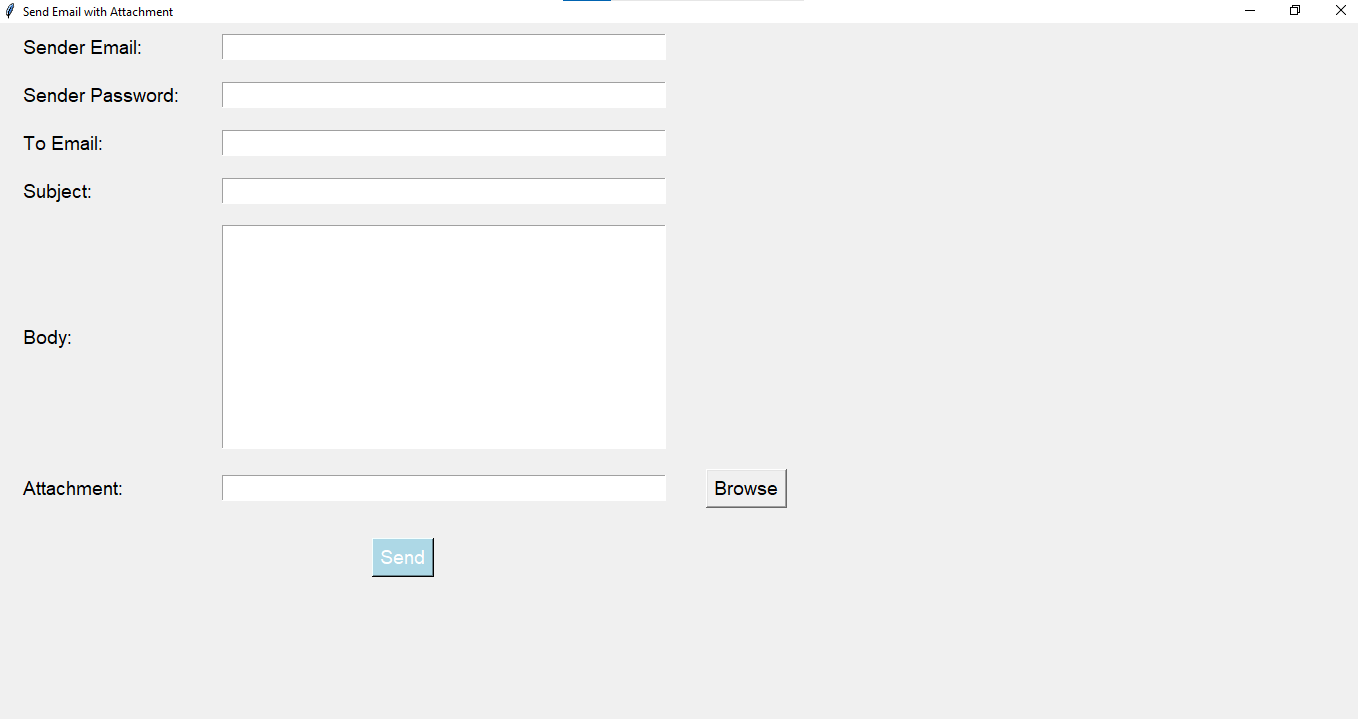 Send Email with Attachment
Sender Email:
Sender Password:
To Email:
Subject:
Body:
Attachment:
Browse
Send